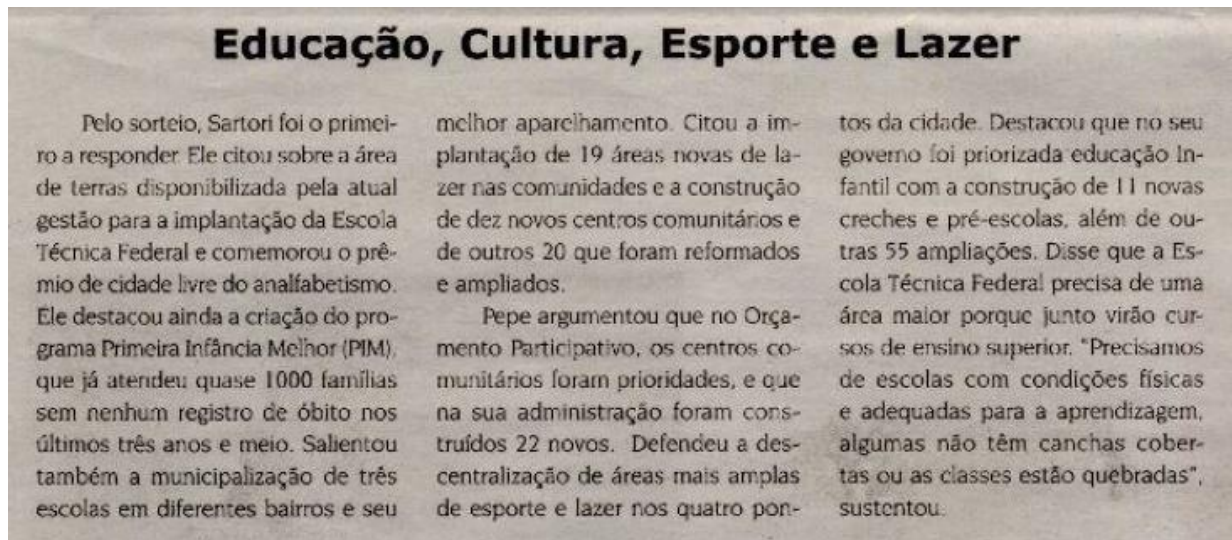 Educação, Cultura, Esporte e Lazer
Pelo sorteio, Sartori foi o primei-
ro a responder. Ele citou sobre a área
de terras disponibilizada pela atual
gestão para a implantação da Escola
Técnica Federal e comemorou o prê-
mio de cidade livre do analfabetismo.
Ele destacou ainda a criação do pro-
grama Primeira Infância Melhor (PIM),
que já atendeu quase 1000 famílias
sem nenhum registro de óbito nos
últimos três anos e meio. Salientou
também a municipalização de três
escolas em diferentes bairros e seu
melhor aparelhamento. Citou a im-
plantação de 19 áreas novas de la-
zer nas comunidades e a construção
de dez novos centros comunitários e
de outros 20 que foram reformados
e ampliados.
Pepe argumentou que no Orça-
mento Participativo, os centros co-
munitários foram prioridades, e que
na sua administração foram cons-
truídos 22 novos. Defendeu a des-
centralização de áreas mais amplas
de esporte e lazer nos quatro pon-
tos da cidade. Destacou que no seu
governo foi priorizada educação In-
fantil com a construção de 11 novas
creches e pré-escolas, além de ou-
tras 55 ampliações. Disse que a Es-
cola Técnica Federal precisa de uma
área maior porque junto virão cur-
sos de ensino superior. "Precisamos
de escolas com condições físicas
e adequadas para a aprendizagem,
algumas não têm canchas cober-
tas ou as classes estão quebradas",
sustentou.